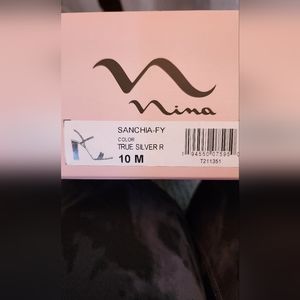 nina
SANCHIA-FY
COLOR
TRUE SILVER R
10 M
7211351